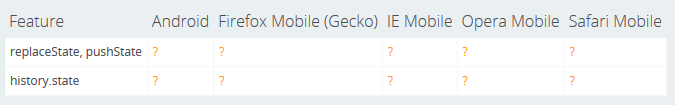 Feature Android Firefox Mobile (Gecko) IE Mobile Opera Mobile Safari Mobile
replaceState, pushState ? ? ? ? ?
history.state ? ? ? ? ?